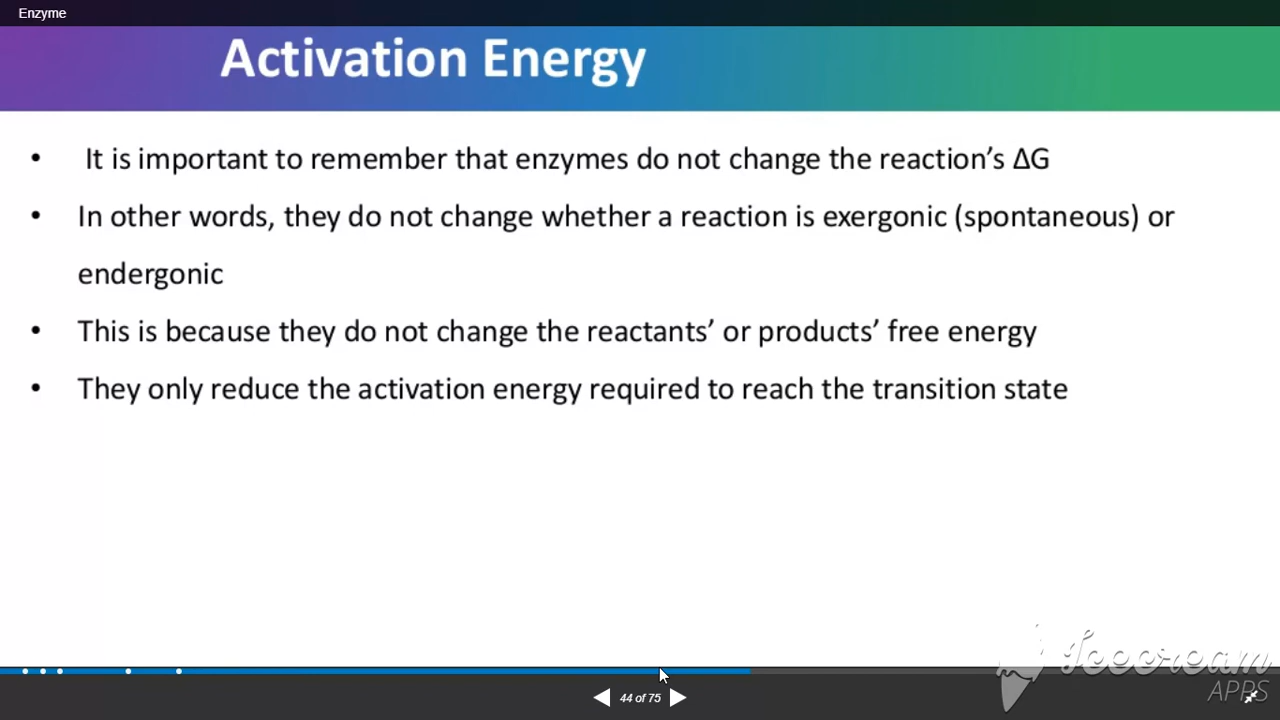 Enzyme
Activation Energy
• It is important to remember that enzymes do not change the reaction’s ΔG
• In other words, they do not change whether a reaction is exergonic (spontaneous) or
endergonic
• This is because they do not change the reactants’ or products’ free energy
• They only reduce the activation energy required to reach the transition state
Icecream
APPS
44 of 75